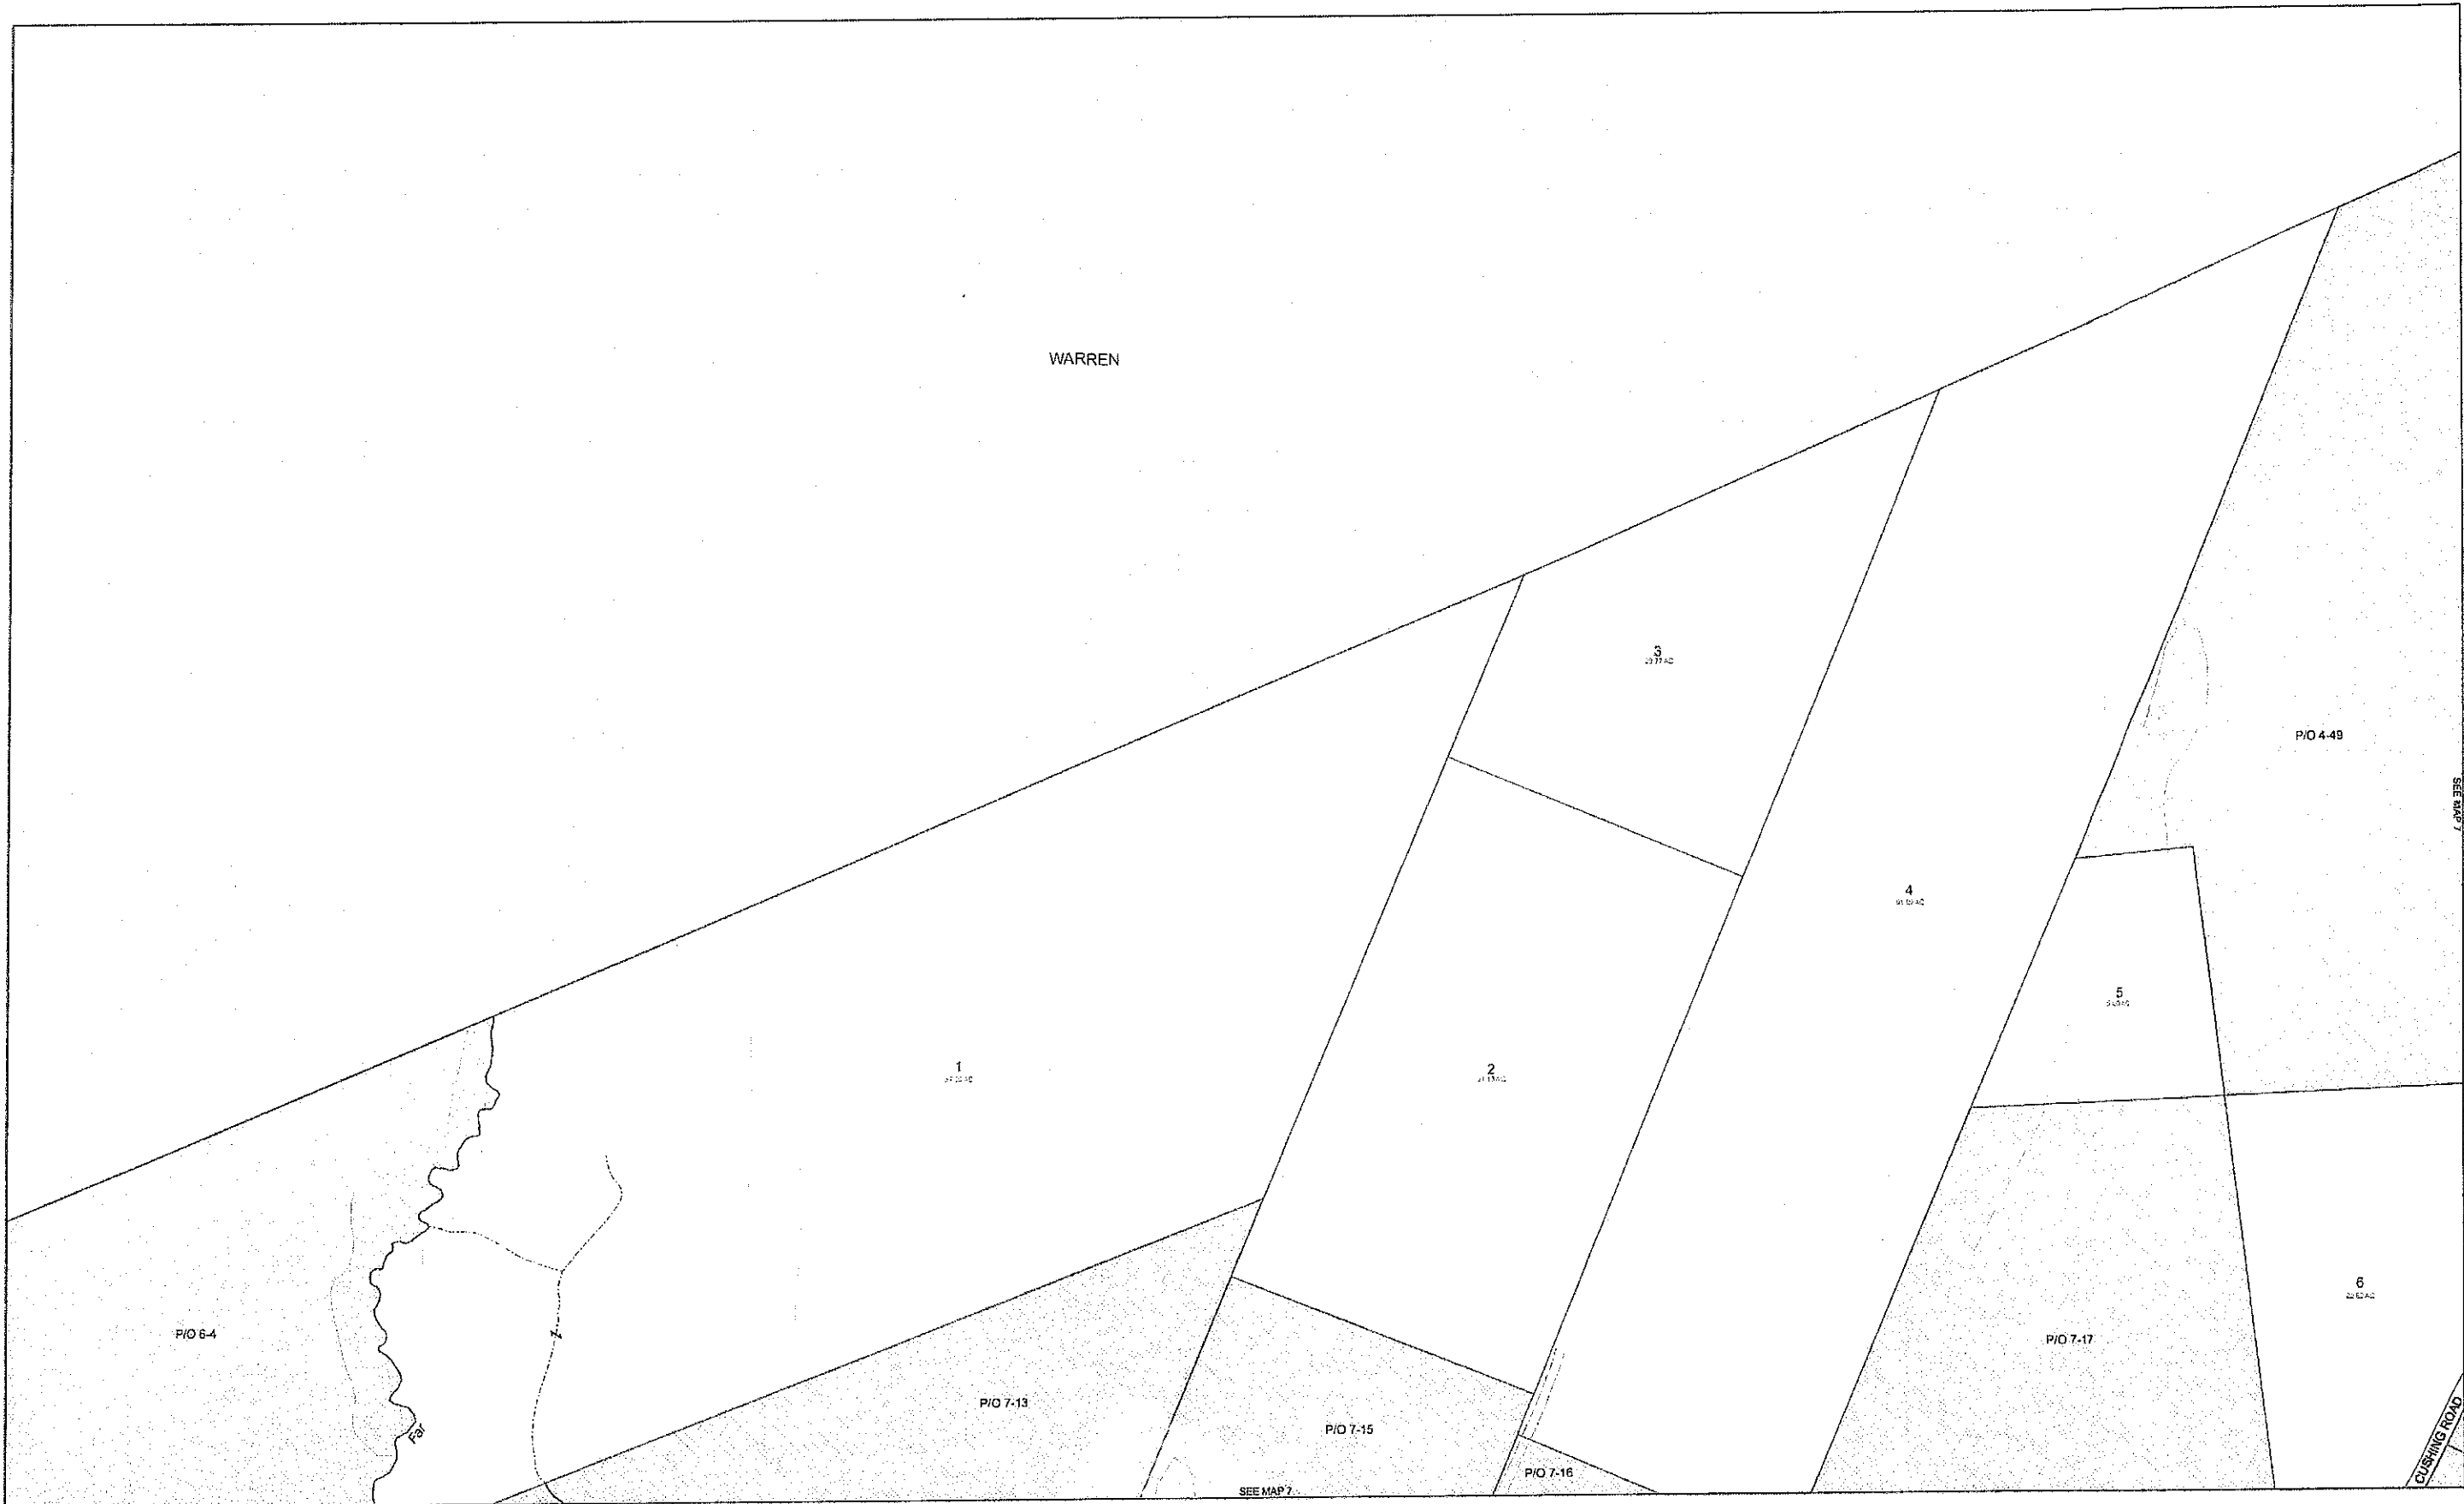 WARREN
3
P/O 4-49
SEE MAP 7
4
5
1
2
6
P/O 6-4
P/O 7-17
P/O 7-13
P/O 7-15
Far
CUSHING ROAD
P/O 7-16
SEE MAP 7